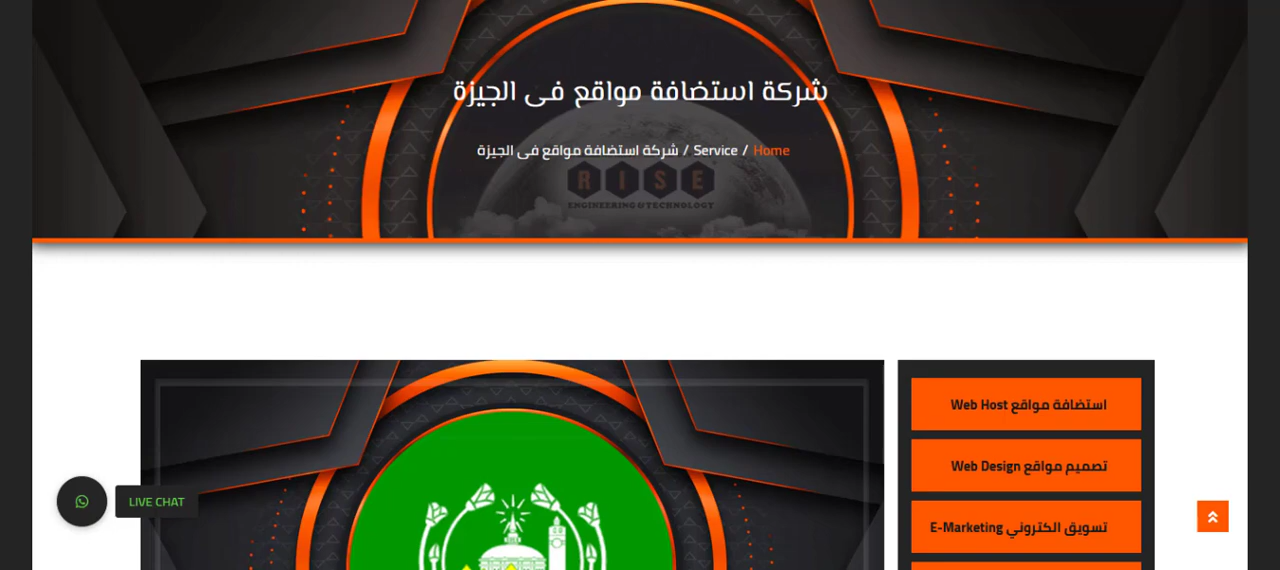 شركة استضافة مواقع فى الجيزة
Home / Service / شركة استضافة مواقع فى الجيزة
RISE
ENGINEERING & TECHNOLOGY
استضافة مواقع Web Host
تصميم مواقع Web Design
تسويق الكتروني E-Marketing
LIVE CHAT